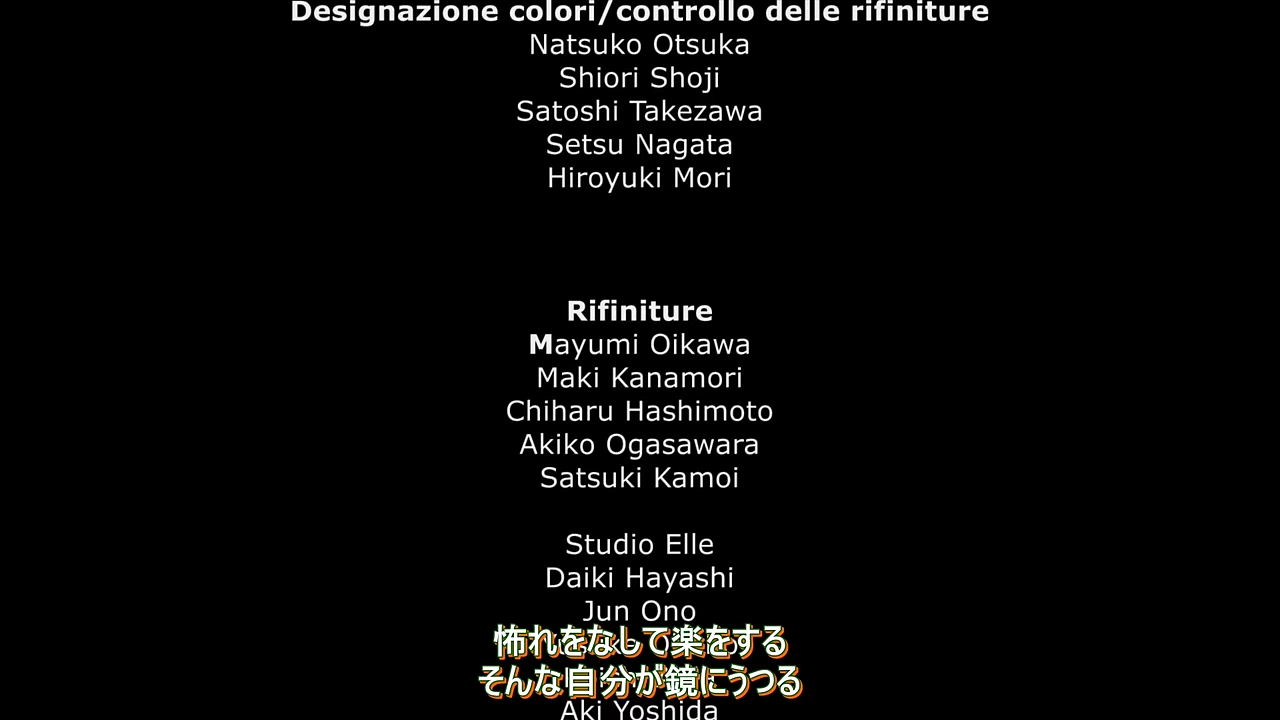 Designazione colori/controllo delle rifiniture
Natsuko Otsuka
Shiori Shoji
Satoshi Takezawa
Setsu Nagata
Hiroyuki Mori
Rifiniture
Mayumi Oikawa
Maki Kanamori
Chiharu Hashimoto
Akiko Ogasawara
Satsuki Kamoi
Studio Elle
Daiki Hayashi
Jun Ono
怖れをなして楽をする
そんな自分が鏡にうつる
Aki Yoshida